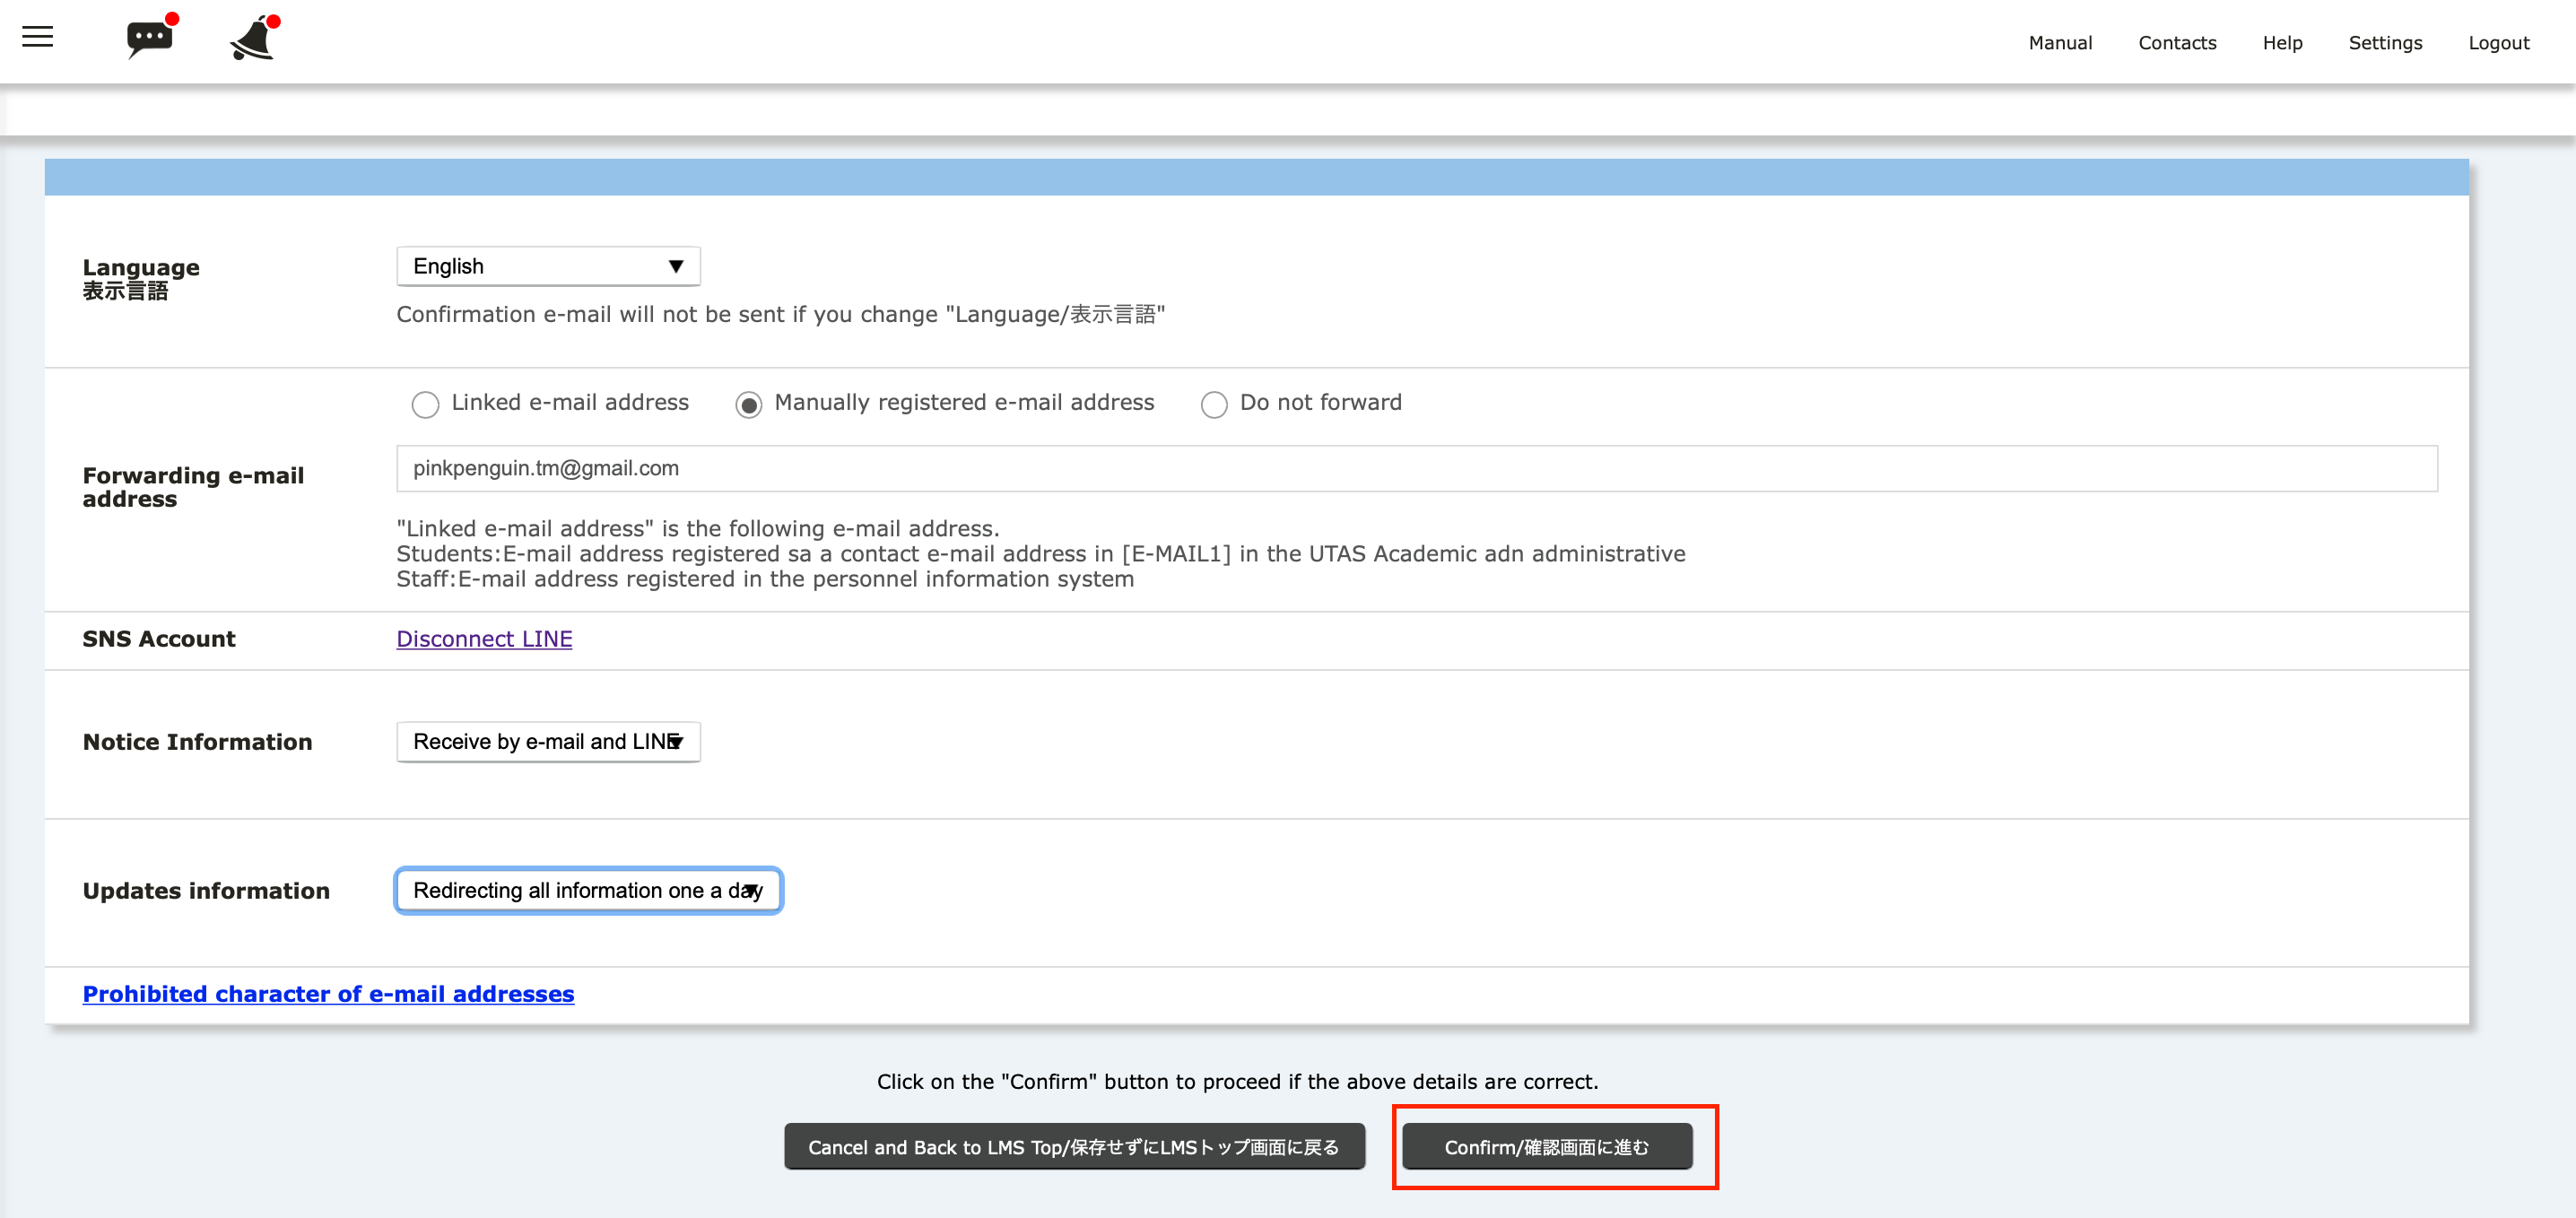 Manual Contacts Help Settings Logout
Language
表示言語
English
Confirmation e-mail will not be sent if you change "Language/表示言語"
Linked e-mail address Manually registered e-mail address Do not forward
Forwarding e-mail
address
pinkpenguin.tm@gmail.com
"Linked e-mail address" is the following e-mail address.
Students:E-mail address registered sa a contact e-mail address in [E-MAIL1] in the UTAS Academic adn administrative
Staff:E-mail address registered in the personnel information system
SNS Account Disconnect LINE
Notice Information Receive by e-mail and LINE
Updates information Redirecting all information one a day
Prohibited character of e-mail addresses
Click on the "Confirm" button to proceed if the above details are correct.
Cancel and Back to LMS Top/保存せずにLMSトップ画面に戻る Confirm/確認画面に進む